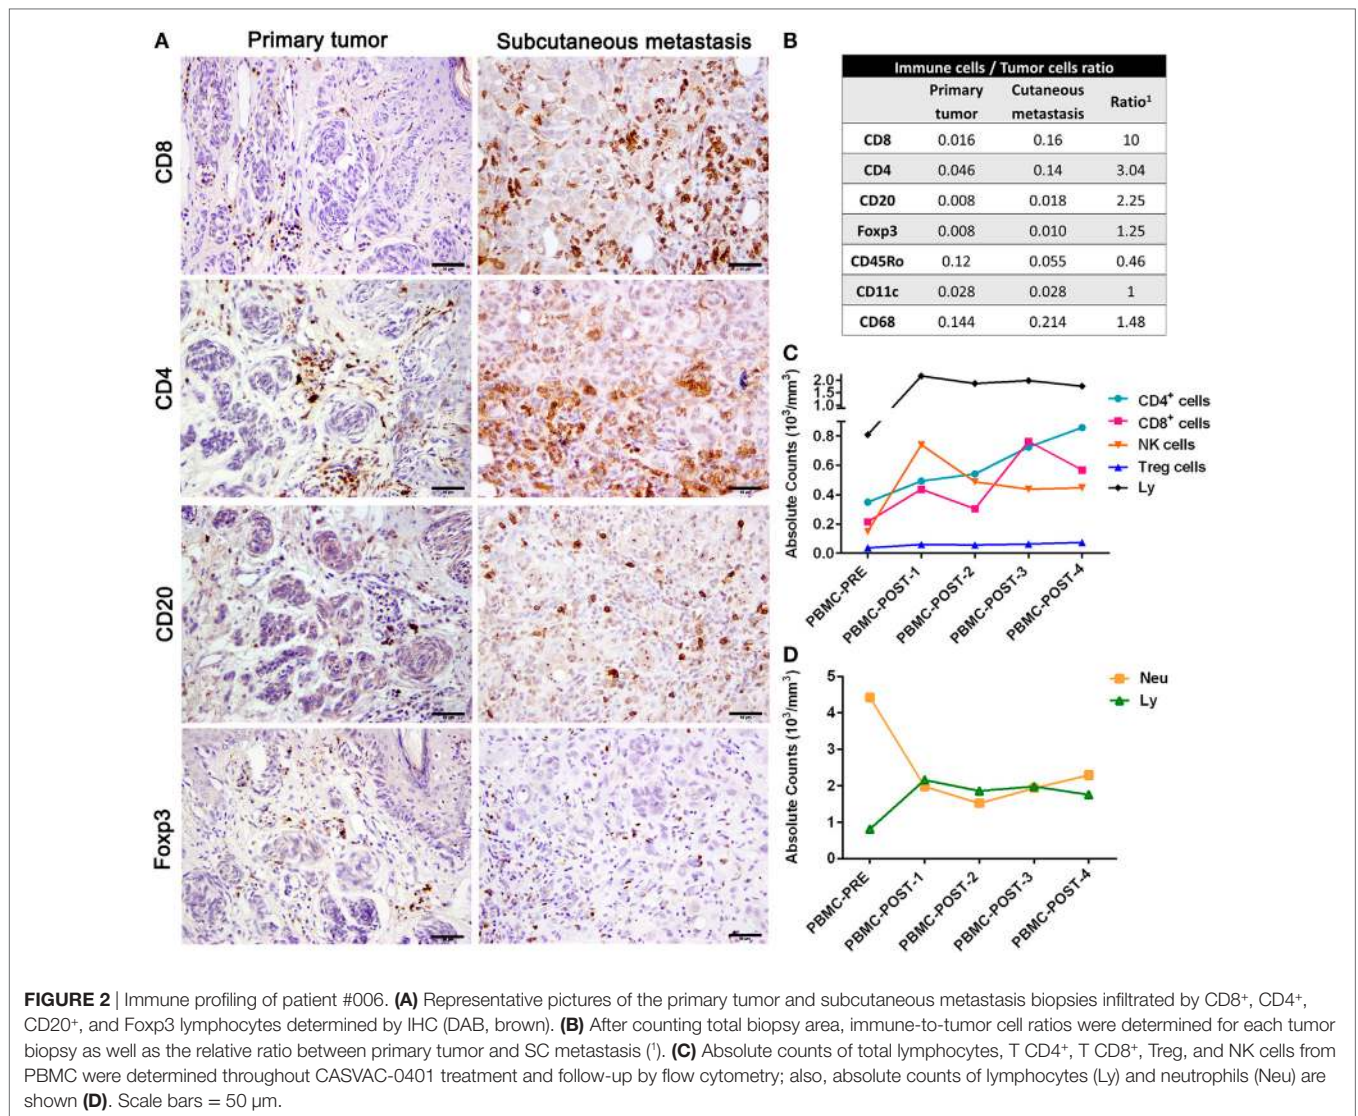 A
Primary tumor
Subcutaneous metastasis
CD8
CD4
CD20
Foxp3
B
Immune cells / Tumor cells ratio
Primary tumor Cutaneous metastasis Ratio¹
CD8 0.016 0.16 10
CD4 0.046 0.14 3.04
CD20 0.008 0.018 2.25
Foxp3 0.008 0.010 1.25
CD45Ro 0.12 0.055 0.46
CD11c 0.028 0.028 1
CD68 0.144 0.214 1.48
C
Absolute Counts (10³/mm³)
2.0
1.5
1.0
0.8
0.6
0.4
0.2
0.0
PBMC-PRE
PBMC-POST-1
PBMC-POST-2
PBMC-POST-3
PBMC-POST-4
CD4⁺ cells
CD8⁺ cells
NK cells
Treg cells
Ly
D
Absolute Counts (10³/mm³)
5
4
3
2
1
0
PBMC-PRE
PBMC-POST-1
PBMC-POST-2
PBMC-POST-3
PBMC-POST-4
Neu
Ly
FIGURE 2 | Immune profiling of patient #006. (A) Representative pictures of the primary tumor and subcutaneous metastasis biopsies infiltrated by CD8⁺, CD4⁺,
CD20⁺, and Foxp3 lymphocytes determined by IHC (DAB, brown). (B) After counting total biopsy area, immune-to-tumor cell ratios were determined for each tumor
biopsy as well as the relative ratio between primary tumor and SC metastasis (¹). (C) Absolute counts of total lymphocytes, T CD4⁺, T CD8⁺, Treg, and NK cells from
PBMC were determined throughout CASVAC-0401 treatment and follow-up by flow cytometry; also, absolute counts of lymphocytes (Ly) and neutrophils (Neu) are
shown (D). Scale bars = 50 μm.